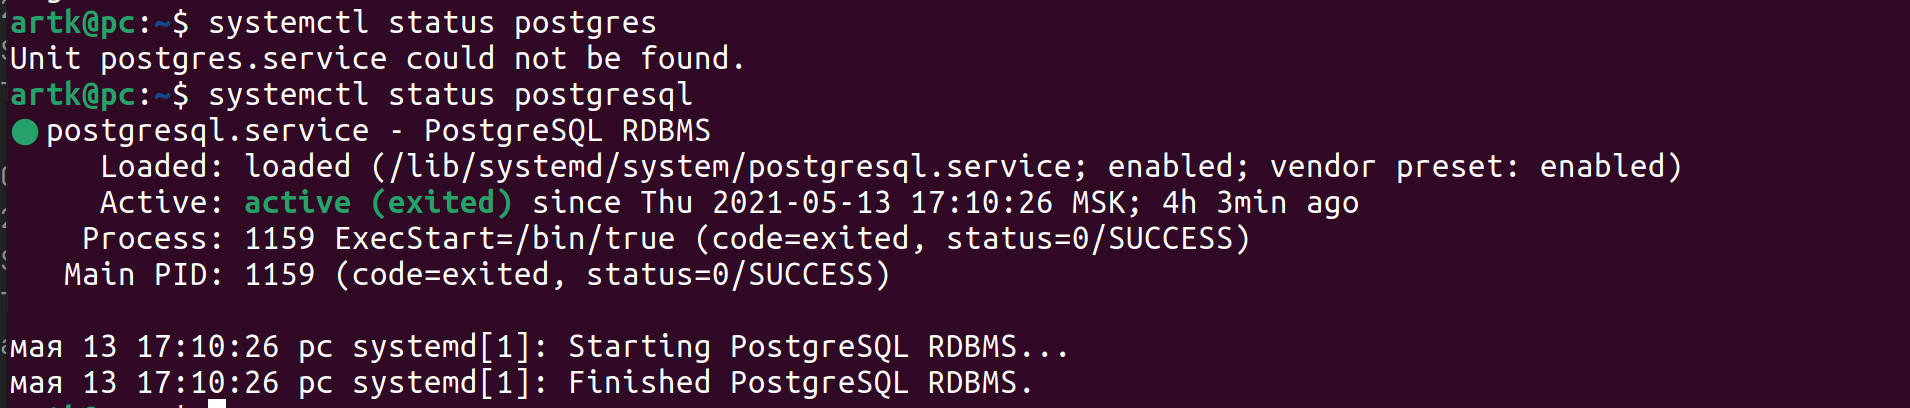 artk@pc:~$ systemctl status postgres
Unit postgres.service could not be found.
artk@pc:~$ systemctl status postgresql
● postgresql.service - PostgreSQL RDBMS
     Loaded: loaded (/lib/systemd/system/postgresql.service; enabled; vendor preset: enabled)
     Active: active (exited) since Thu 2021-05-13 17:10:26 MSK; 4h 3min ago
    Process: 1159 ExecStart=/bin/true (code=exited, status=0/SUCCESS)
   Main PID: 1159 (code=exited, status=0/SUCCESS)

мая 13 17:10:26 pc systemd[1]: Starting PostgreSQL RDBMS...
мая 13 17:10:26 pc systemd[1]: Finished PostgreSQL RDBMS.